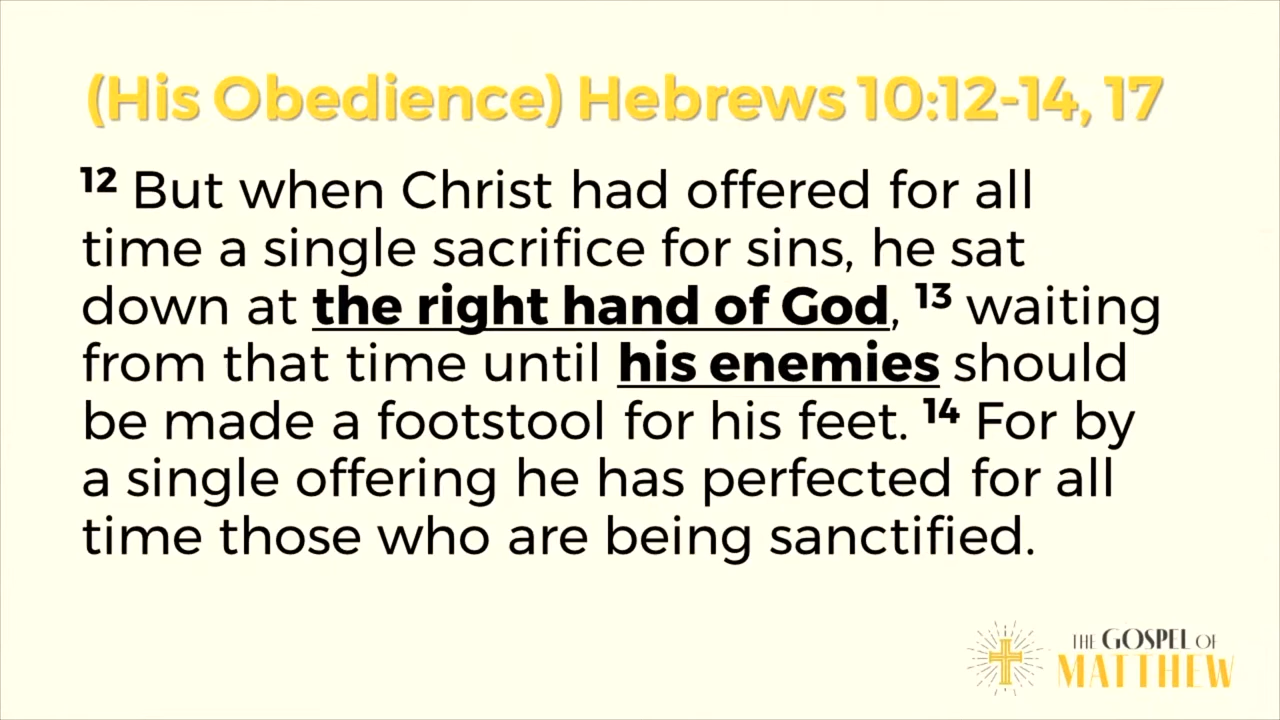 (His Obedience) Hebrews 10:12-14, 17
12 But when Christ had offered for all
time a single sacrifice for sins, he sat
down at the right hand of God, 13 waiting
from that time until his enemies should
be made a footstool for his feet. 14 For by
a single offering he has perfected for all
time those who are being sanctified.
THE GOSPEL OF
MATTHEW